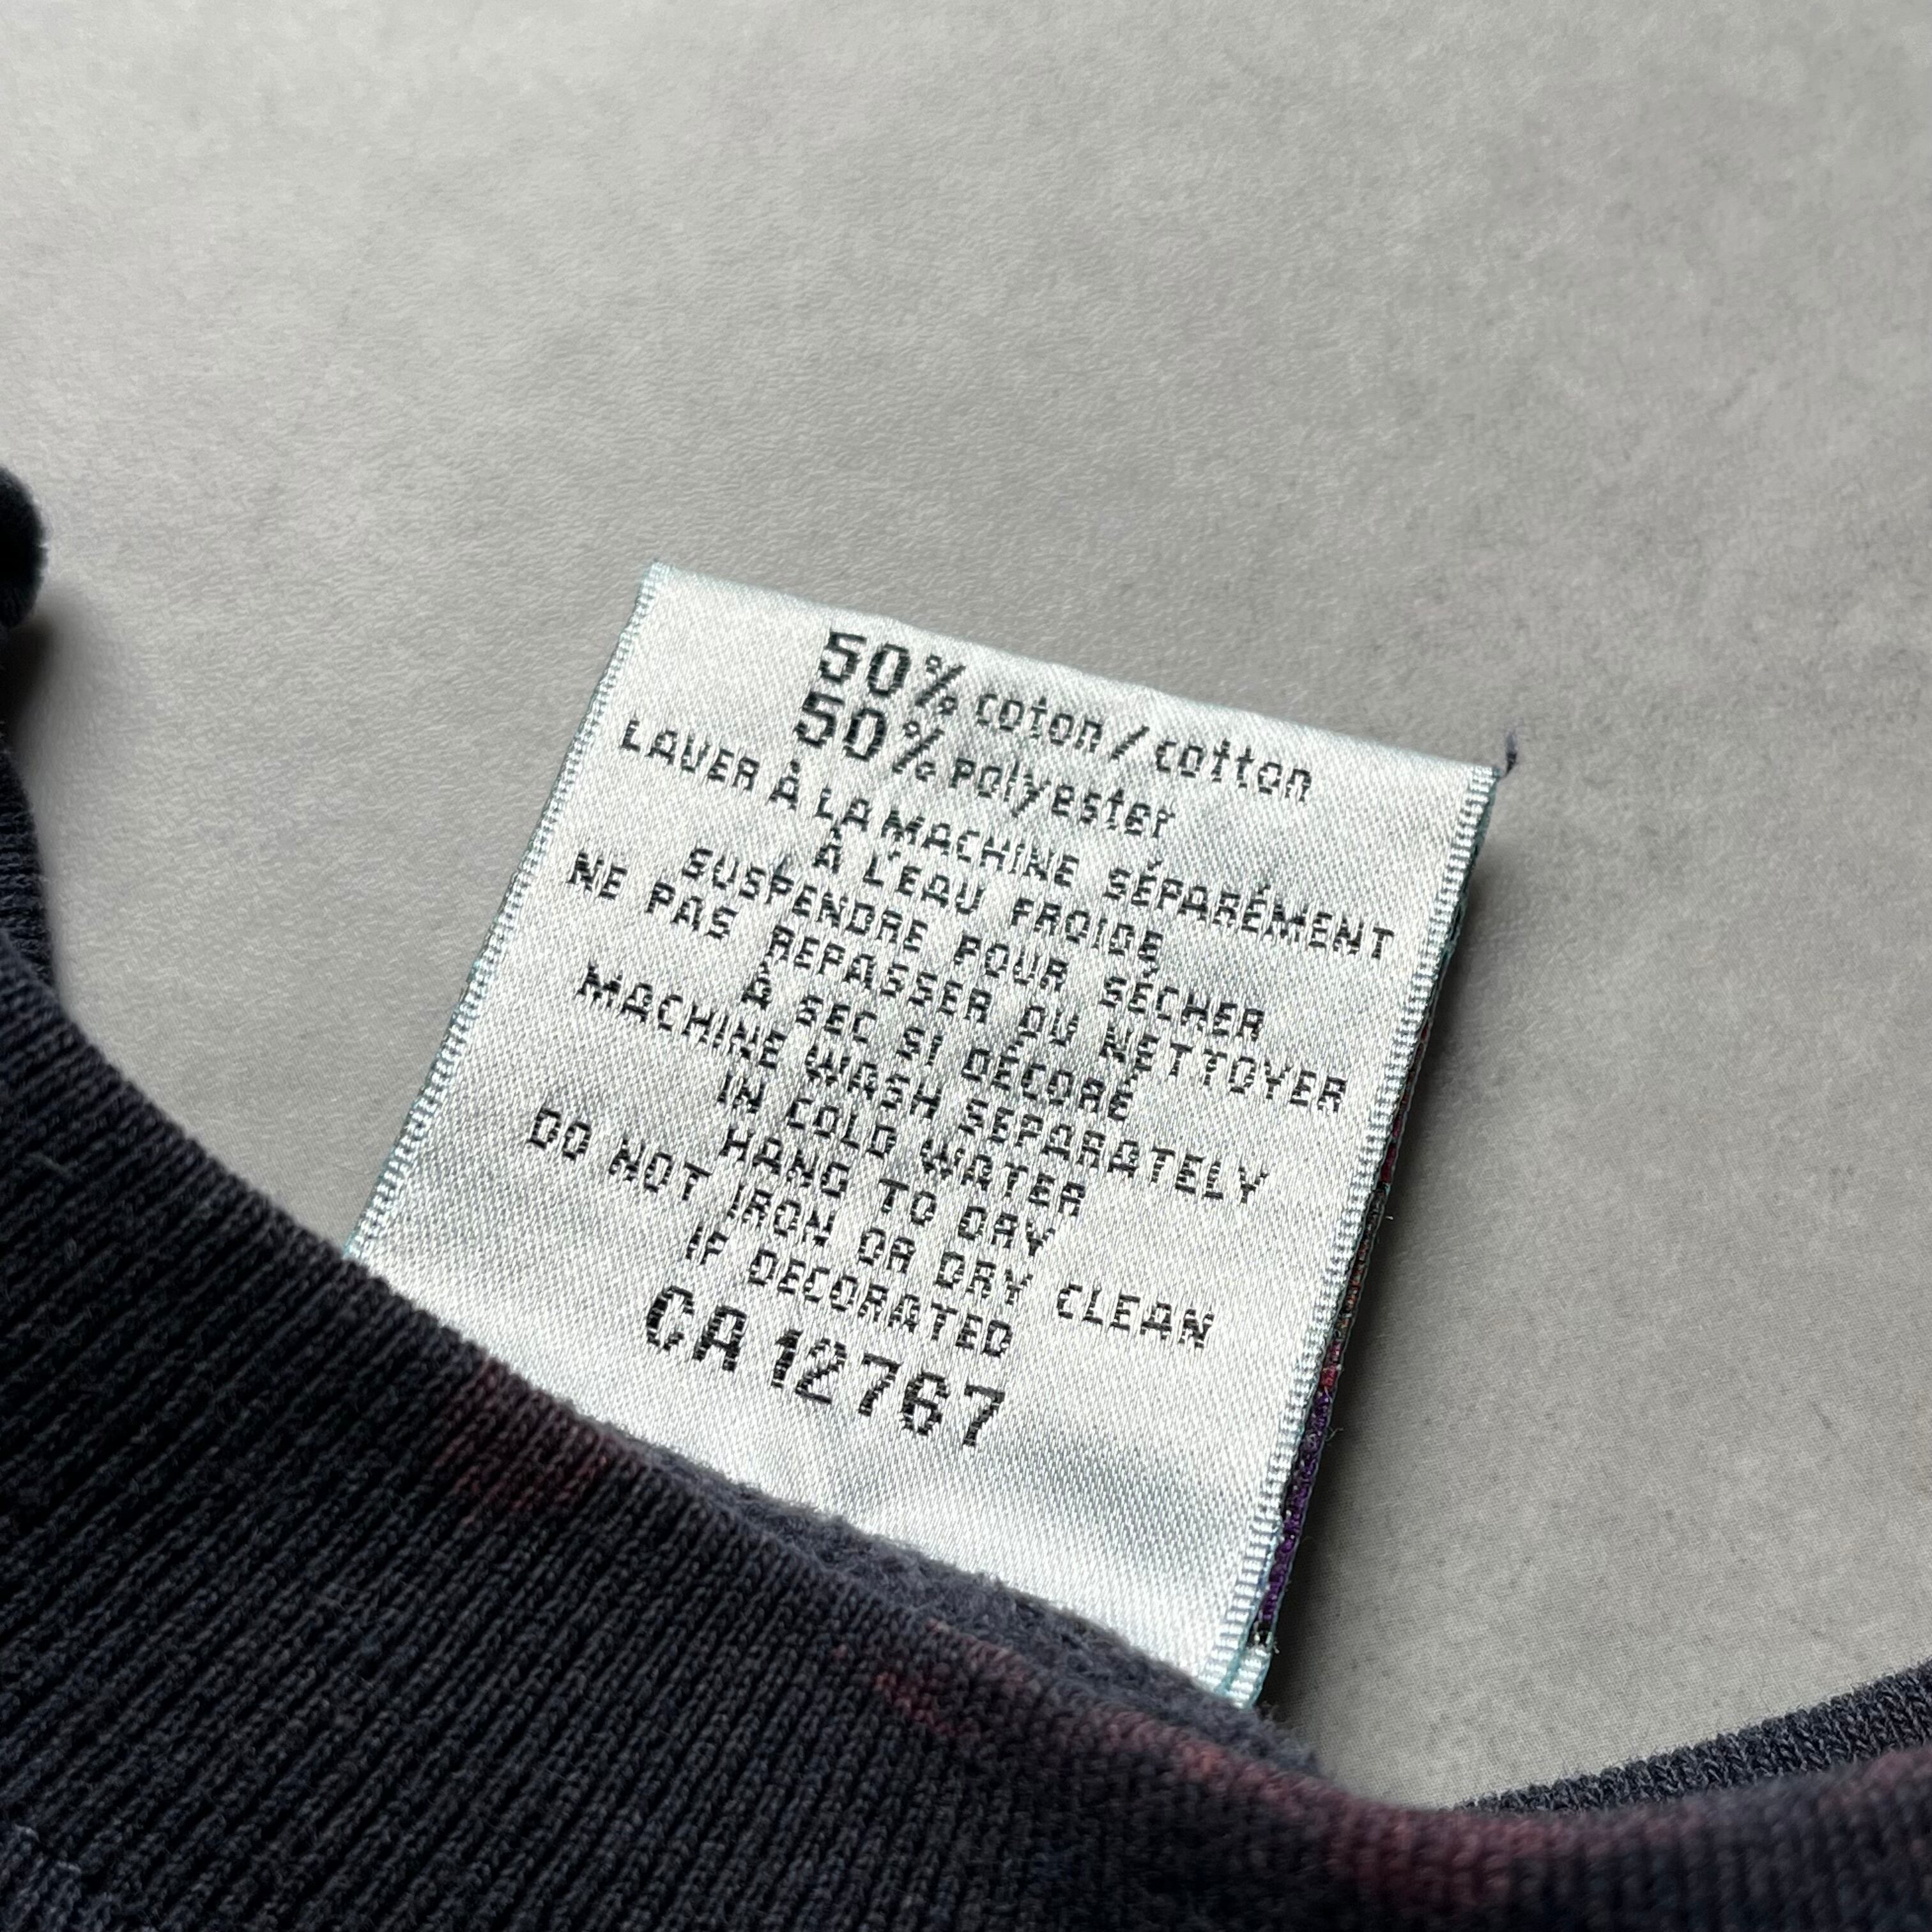 50% coton / cotton
50% polyester
LAVER À LA MACHINE SÉPARÉMENT
À L'EAU FROIDE
SUSPENDRE POUR SÉCHER
NE PAS REPASSER OU NETTOYER
À SEC SI DÉCORÉ
MACHINE WASH SEPARATELY
IN COLD WATER
HANG TO DRY
DO NOT IRON OR DRY CLEAN
IF DECORATED
CA 12767